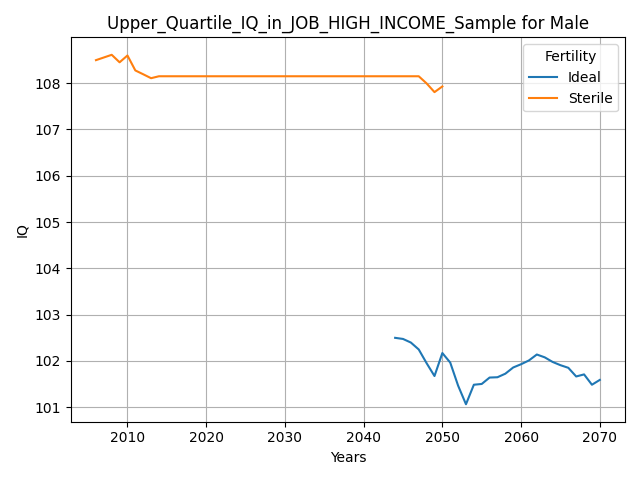 Upper_Quartile_IQ_in_JOB_HIGH_INCOME_Sample for Male
Fertility
Ideal
Sterile
108
107
106
105
104
103
102
101
IQ
2010 2020 2030 2040 2050 2060 2070
Years